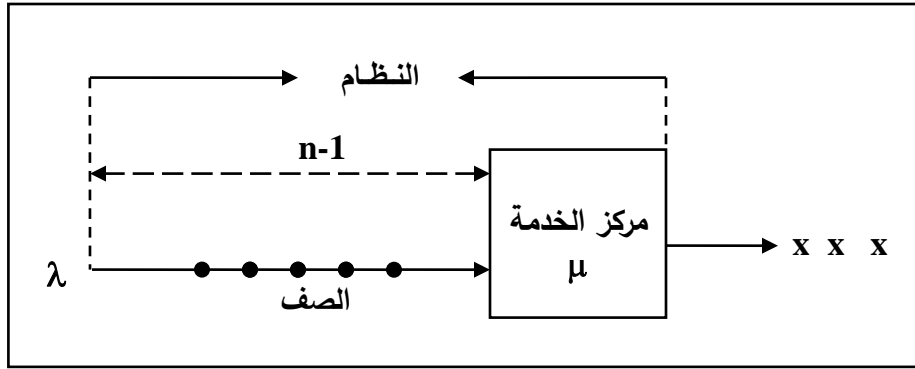 النظام
n-1
مركز الخدمة
μ
λ
الصف
x x x